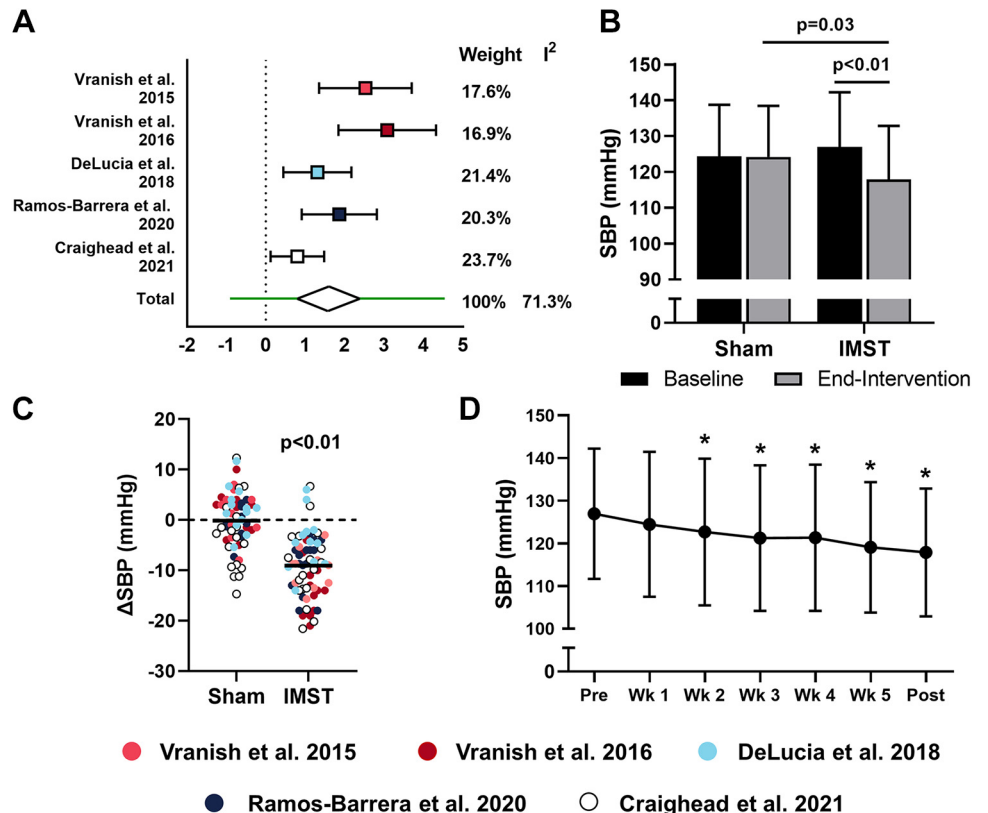 A
Weight I²
Vranish et al.
2015
17.6%
Vranish et al.
2016
16.9%
DeLucia et al.
2018
21.4%
Ramos-Barrera et al.
2020
20.3%
Craighead et al.
2021
23.7%
Total
100% 71.3%
-2 -1 0 1 2 3 4 5
B
p=0.03
p<0.01
SBP (mmHg)
150
140
130
120
110
100
90
0
Sham IMST
Baseline End-Intervention
C
p<0.01
ΔSBP (mmHg)
20
10
0
-10
-20
-30
Sham IMST
D
SBP (mmHg)
150
140
130
120
110
100
0
* * * * *
Pre Wk 1 Wk 2 Wk 3 Wk 4 Wk 5 Post
Vranish et al. 2015 Vranish et al. 2016 DeLucia et al. 2018
Ramos-Barrera et al. 2020 Craighead et al. 2021